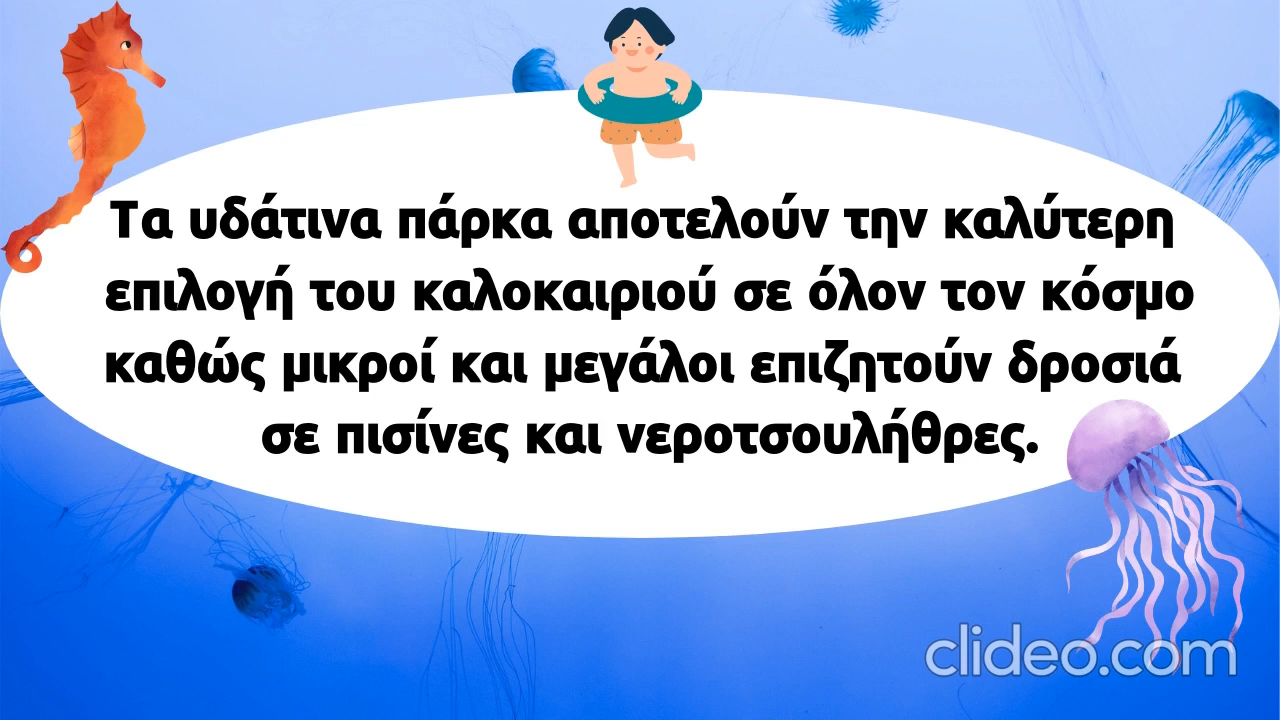 Τα υδάτινα πάρκα αποτελούν την καλύτερη
επιλογή του καλοκαιριού σε όλον τον κόσμο
καθώς μικροί και μεγάλοι επιζητούν δροσιά
σε πισίνες και νεροτσουλήθρες.
clideo.com